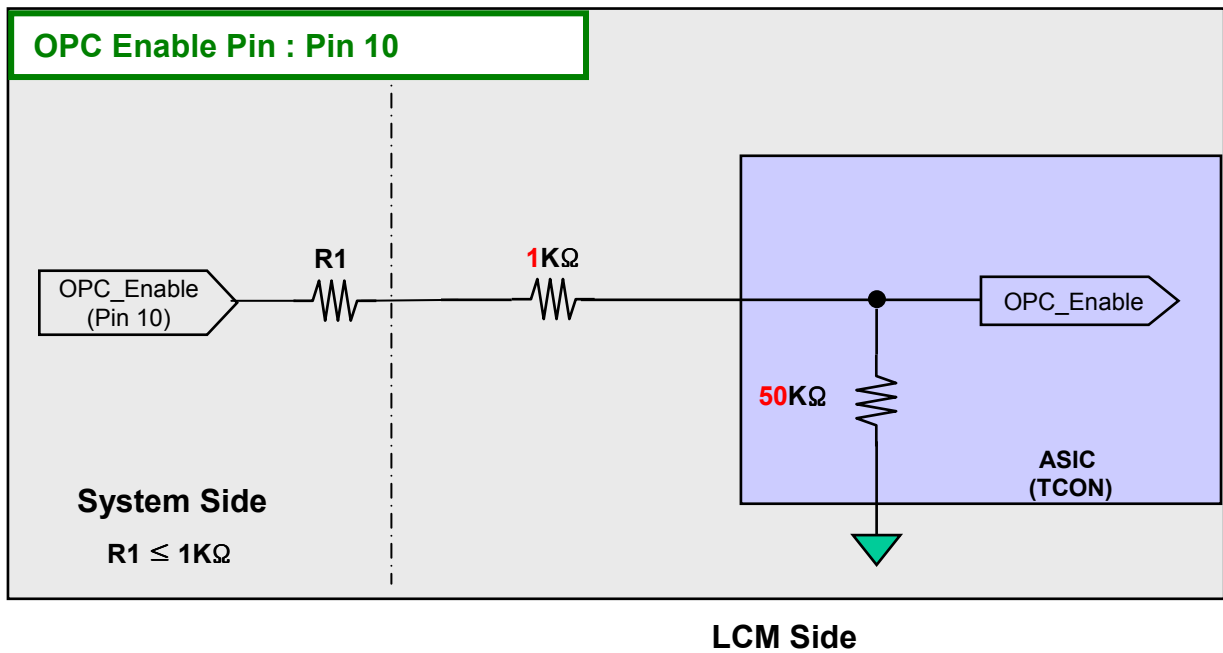 OPC Enable Pin : Pin 10
R1
1KΩ
OPC_Enable
(Pin 10)
OPC_Enable
50KΩ
ASIC
(TCON)
System Side
R1 ≤ 1KΩ
LCM Side